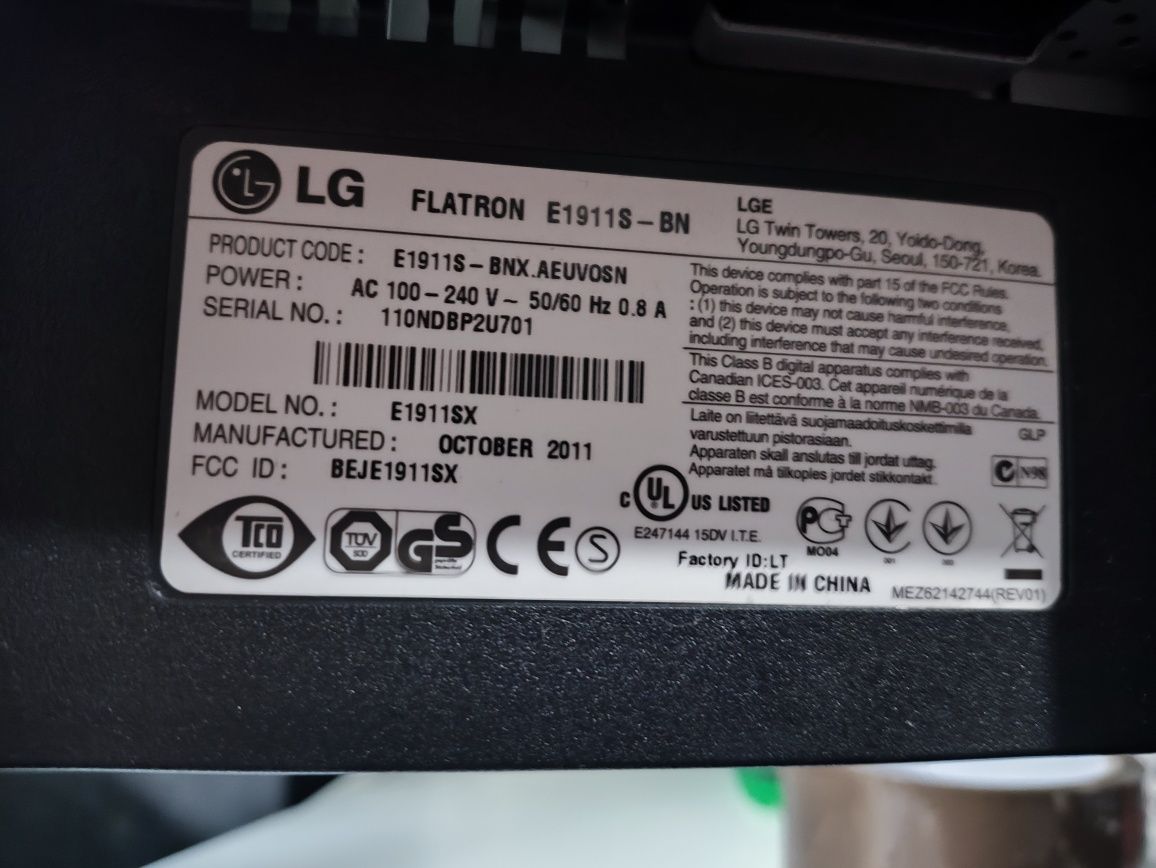 LG FLATRON E1911S-BN
LGE
LG Twin Towers, 20, Yoido-Dong,
Youngdungpo-Gu, Seoul, 150-721, Korea.
PRODUCT CODE : E1911S-BNX.AEUVOSN
POWER : AC 100-240 V~ 50/60 Hz 0.8 A
SERIAL NO. : 110NDBP2U701
MODEL NO. : E1911SX
MANUFACTURED : OCTOBER 2011
FCC ID : BEJE1911SX
This device complies with part 15 of the FCC Rules.
Operation is subject to the following two conditions
: (1) this device may not cause harmful interference,
and (2) this device must accept any interference received,
including interference that may cause undesired operation.
This Class B digital apparatus complies with
Canadian ICES-003. Cet appareil numérique de la
classe B est conforme à la norme NMB-003 du Canada.
Laite on liitettävä suojamaadoituskoskettimilla
varustettuun pistorasiaan.
Apparaten skall anslutas till jordat uttag.
Apparatet må tilkoples jordet stikkontakt.
GLP
N98
TCO
CERTIFIED
TÜV
SÜD
GS
geprüfte
Sicherheit
CE
S
C UL US LISTED
E247144 15DV I.T.E.
PCT
MO04
001
Factory ID:LT
MADE IN CHINA
MEZ62142744(REV01)